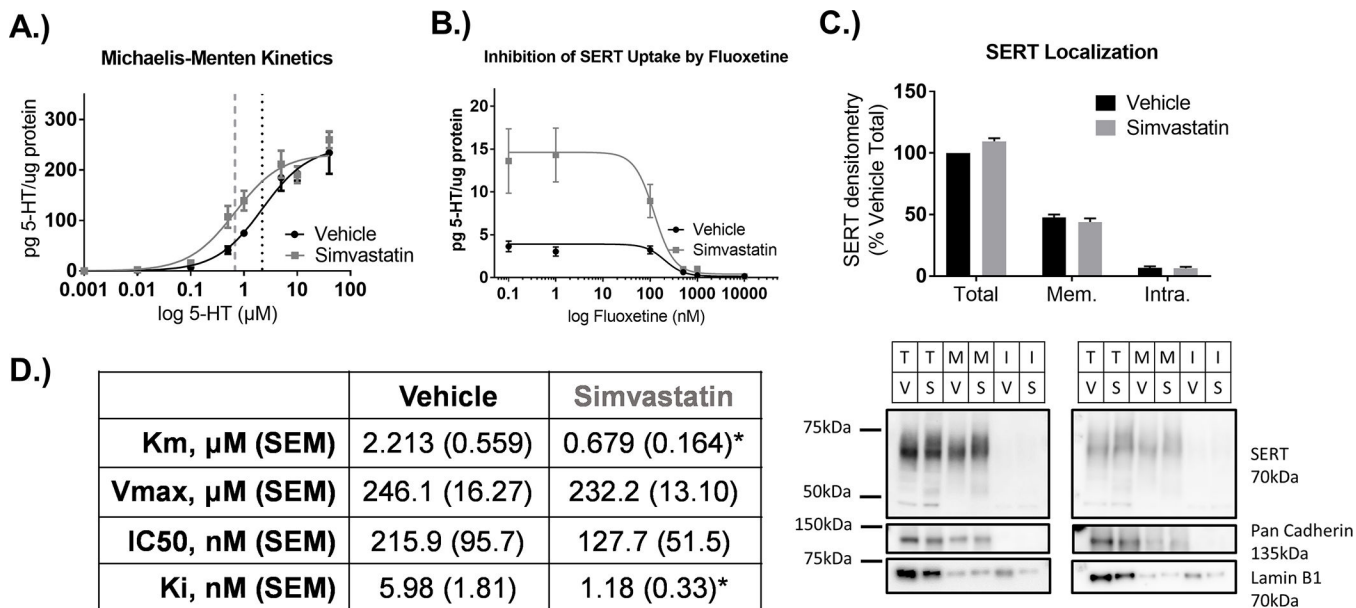 A.)
Michaelis-Menten Kinetics
pg 5-HT/ug protein
300
200
100
0
0.001 0.01 0.1 1 10 100
log 5-HT (µM)
Vehicle
Simvastatin
B.)
Inhibition of SERT Uptake by Fluoxetine
pg 5-HT/ug protein
20
15
10
5
0
0.1 1 10 100 1000 10000
log Fluoxetine (nM)
Vehicle
Simvastatin
C.)
SERT Localization
SERT densitometry
(% Vehicle Total)
150
100
50
0
Total Mem. Intra.
Vehicle
Simvastatin
T T M M I I
V S V S V S
T T M M I I
V S V S V S
75kDa
50kDa
150kDa
75kDa
SERT
70kDa
Pan Cadherin
135kDa
Lamin B1
70kDa
D.)
Vehicle Simvastatin
Km, µM (SEM) 2.213 (0.559) 0.679 (0.164)*
Vmax, µM (SEM) 246.1 (16.27) 232.2 (13.10)
IC50, nM (SEM) 215.9 (95.7) 127.7 (51.5)
Ki, nM (SEM) 5.98 (1.81) 1.18 (0.33)*